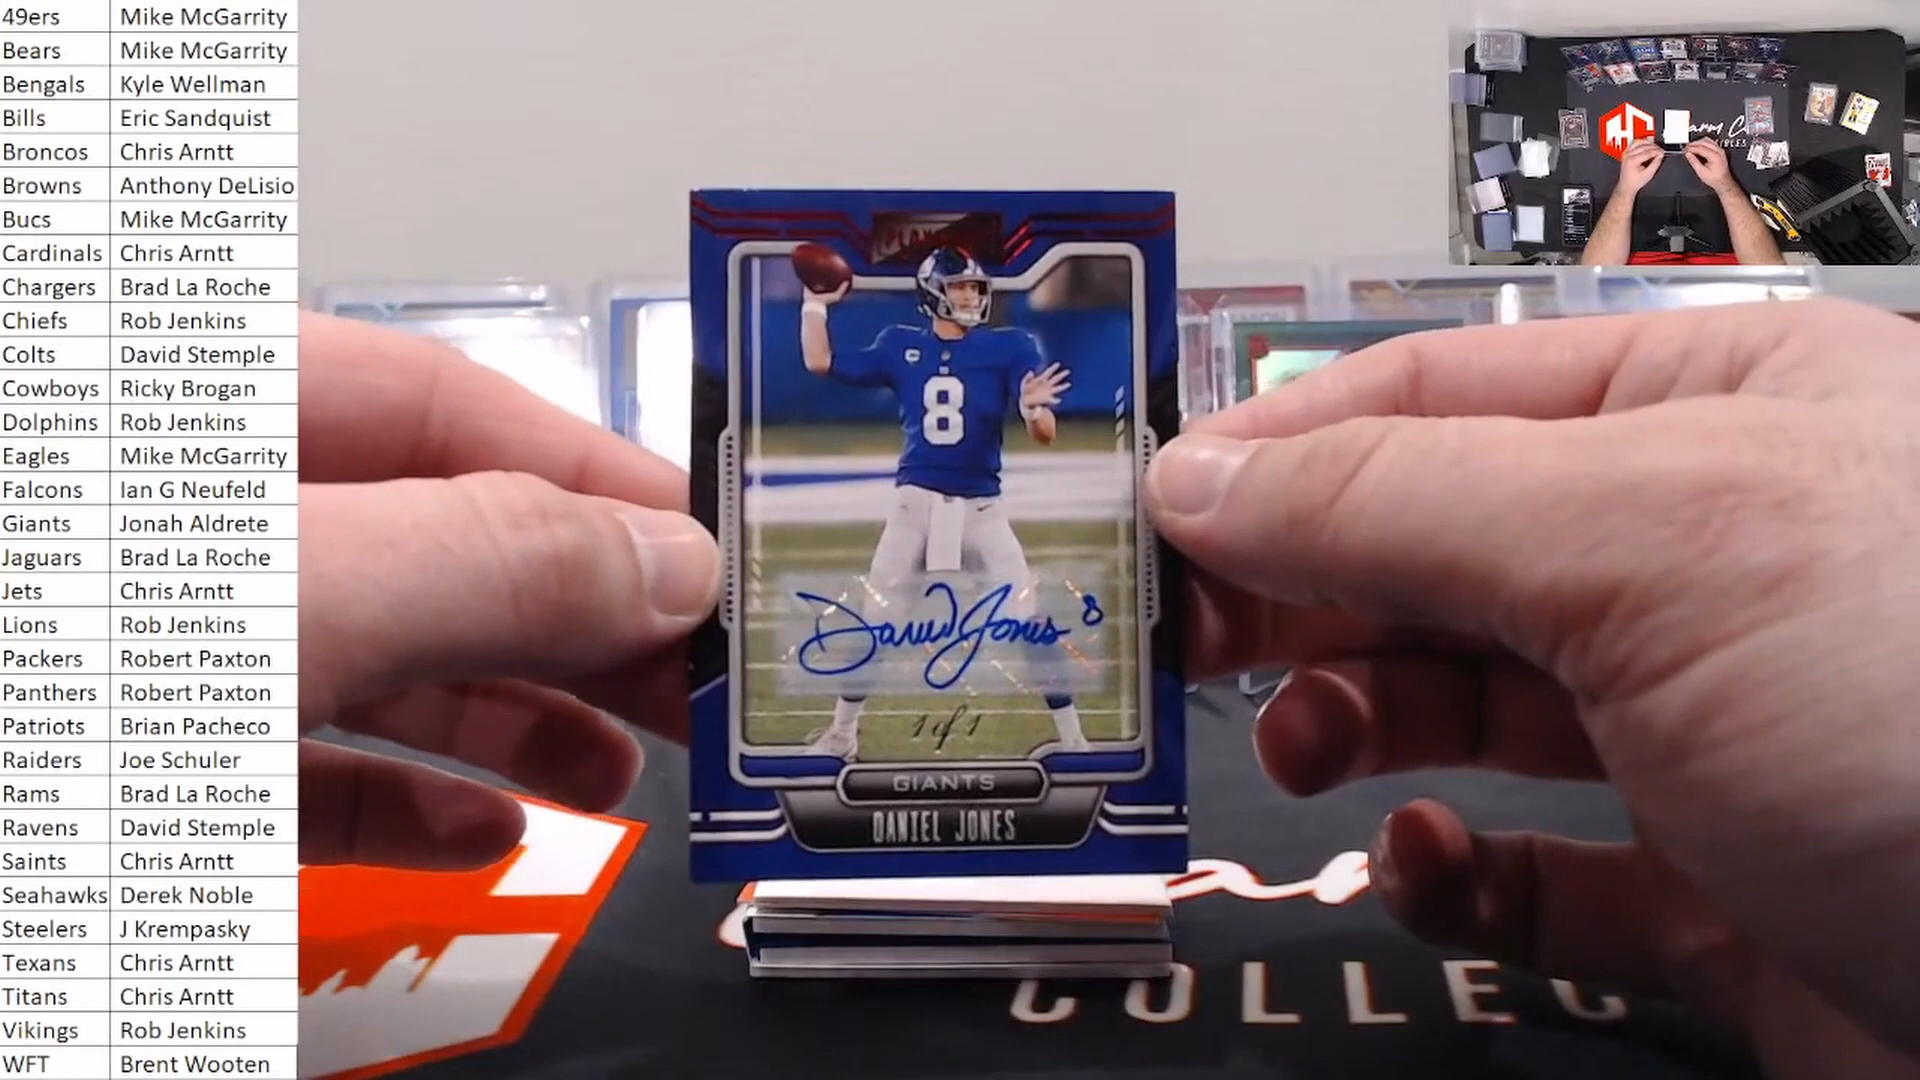 49ers Mike McGarrity
Bears Mike McGarrity
Bengals Kyle Wellman
Bills Eric Sandquist
Broncos Chris Arntt
Browns Anthony DeLisio
Bucs Mike McGarrity
Cardinals Chris Arntt
Chargers Brad La Roche
Chiefs Rob Jenkins
Colts David Stemple
Cowboys Ricky Brogan
Dolphins Rob Jenkins
Eagles Mike McGarrity
Falcons Ian G Neufeld
Giants Jonah Aldrete
Jaguars Brad La Roche
Jets Chris Arntt
Lions Rob Jenkins
Packers Robert Paxton
Panthers Robert Paxton
Patriots Brian Pacheco
Raiders Joe Schuler
Rams Brad La Roche
Ravens David Stemple
Saints Chris Arntt
Seahawks Derek Noble
Steelers J Krempasky
Texans Chris Arntt
Titans Chris Arntt
Vikings Rob Jenkins
WFT Brent Wooten
8
Daniel Jones 8
1 of 1
GIANTS
DANIEL JONES
COLLEC